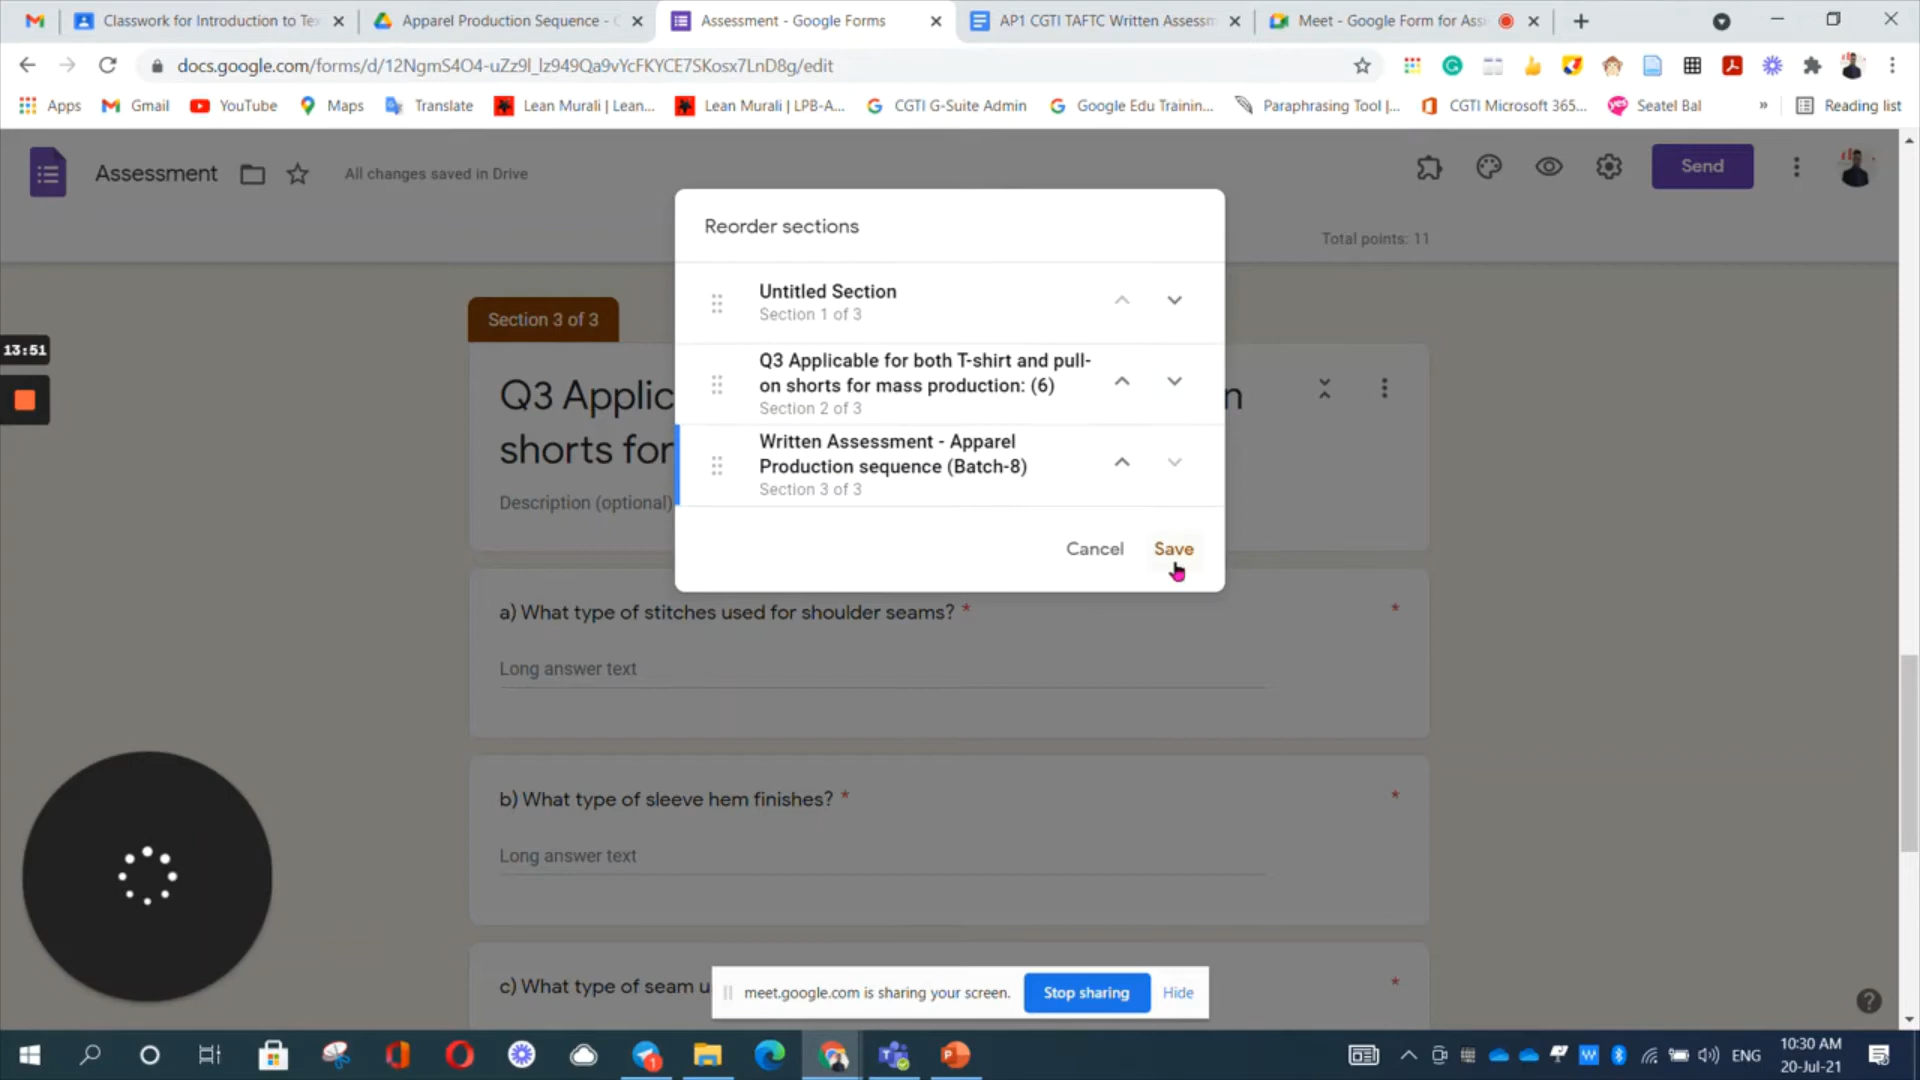 Classwork for Introduction to Te
Apparel Production Sequence -
Assessment - Google Forms
AP1 CGTI TAFTC Written Assessm
Meet - Google Form for Ass
docs.google.com/forms/d/12NgmS4O4-uZz9l_lz949Qa9vYcFKYCE7SKosx7LnD8g/edit
Apps
Gmail
YouTube
Maps
Translate
Lean Murali | Lean...
Lean Murali | LPB-A...
CGTI G-Suite Admin
Google Edu Trainin...
Paraphrasing Tool |...
CGTI Microsoft 365...
Seatel Bal
»
Reading list
Assessment
All changes saved in Drive
Send
Total points: 11
Reorder sections
Untitled Section
Section 1 of 3
Q3 Applicable for both T-shirt and pull-
on shorts for mass production: (6)
Section 2 of 3
Written Assessment - Apparel
Production sequence (Batch-8)
Section 3 of 3
Cancel
Save
Section 3 of 3
13:51
Q3 Applic n
shorts for
Description (optional)
a) What type of stitches used for shoulder seams? *
*
Long answer text
b) What type of sleeve hem finishes? *
*
Long answer text
c) What type of seam u
*
meet.google.com is sharing your screen.
Stop sharing
Hide
ENG
10:30 AM
20-Jul-21